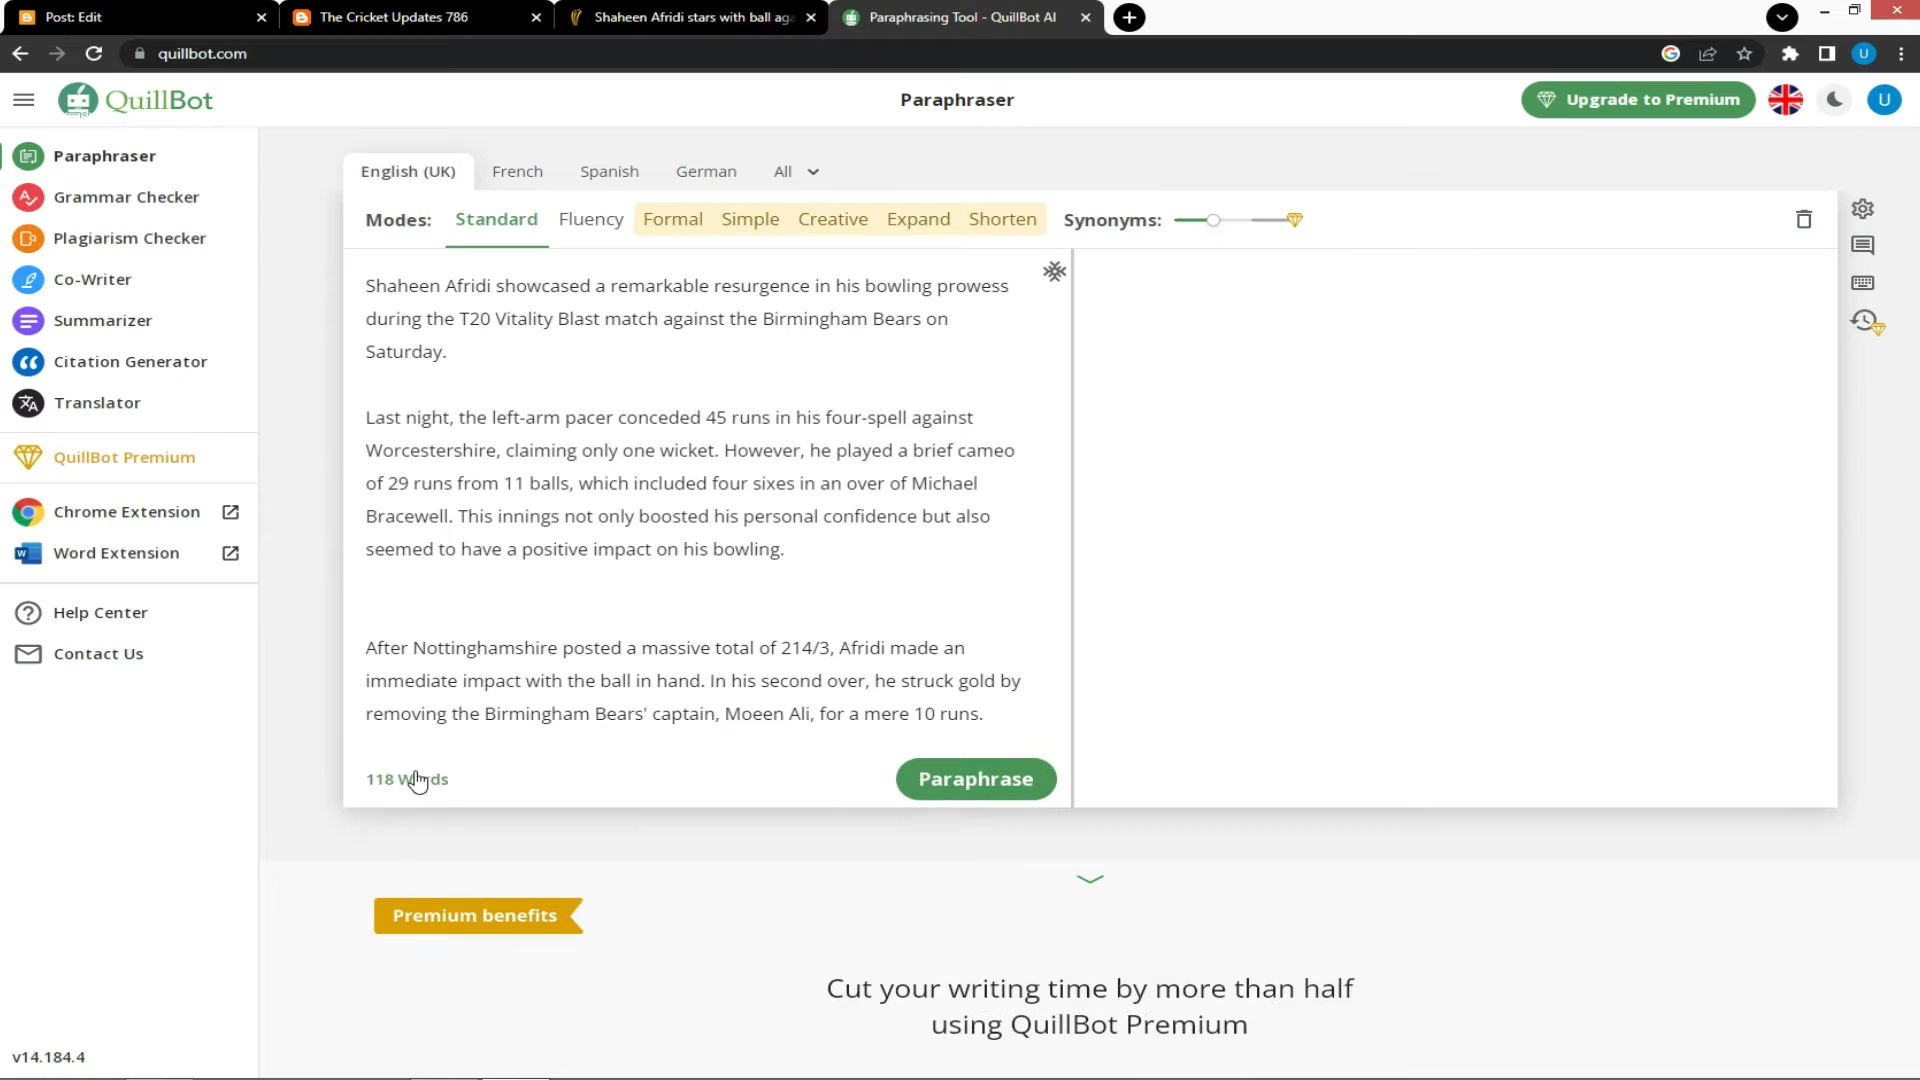 Post: Edit
The Cricket Updates 786
Shaheen Afridi stars with ball aga
Paraphrasing Tool - QuillBot AI
quillbot.com
U
QuillBot
Paraphraser
Upgrade to Premium
U
Paraphraser
Grammar Checker
Plagiarism Checker
Co-Writer
Summarizer
Citation Generator
Translator
QuillBot Premium
Chrome Extension
Word Extension
Help Center
Contact Us
v14.184.4
English (UK) French Spanish German All
Modes: Standard Fluency Formal Simple Creative Expand Shorten Synonyms:
Shaheen Afridi showcased a remarkable resurgence in his bowling prowess
during the T20 Vitality Blast match against the Birmingham Bears on
Saturday.
Last night, the left-arm pacer conceded 45 runs in his four-spell against
Worcestershire, claiming only one wicket. However, he played a brief cameo
of 29 runs from 11 balls, which included four sixes in an over of Michael
Bracewell. This innings not only boosted his personal confidence but also
seemed to have a positive impact on his bowling.
After Nottinghamshire posted a massive total of 214/3, Afridi made an
immediate impact with the ball in hand. In his second over, he struck gold by
removing the Birmingham Bears' captain, Moeen Ali, for a mere 10 runs.
118 Words
Paraphrase
Premium benefits
Cut your writing time by more than half
using QuillBot Premium